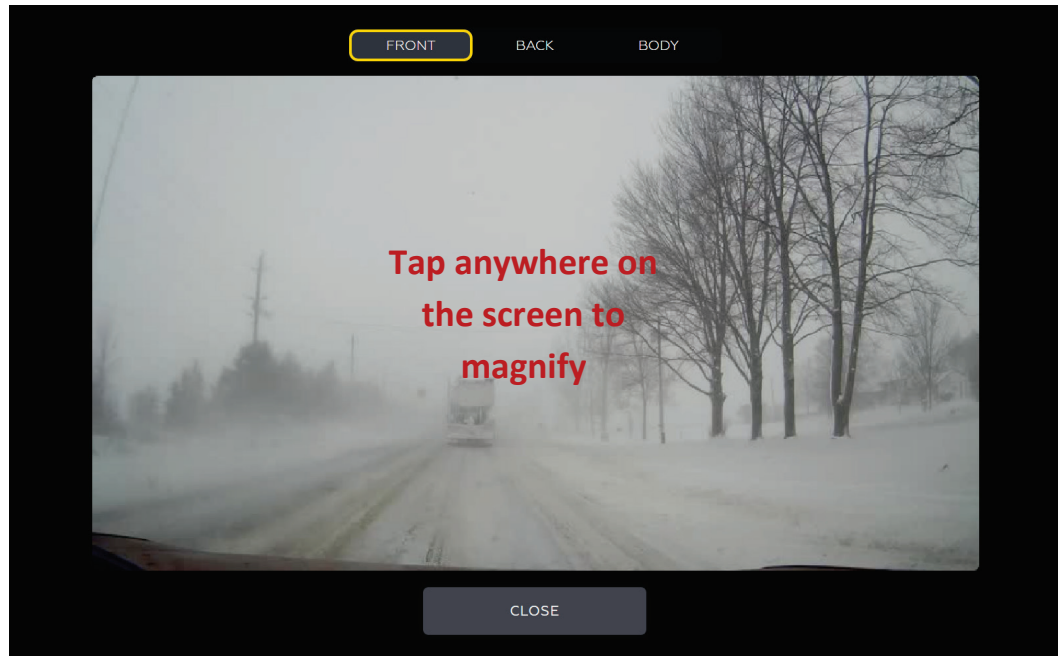 FRONT BACK BODY
Tap anywhere on
the screen to
magnify
CLOSE